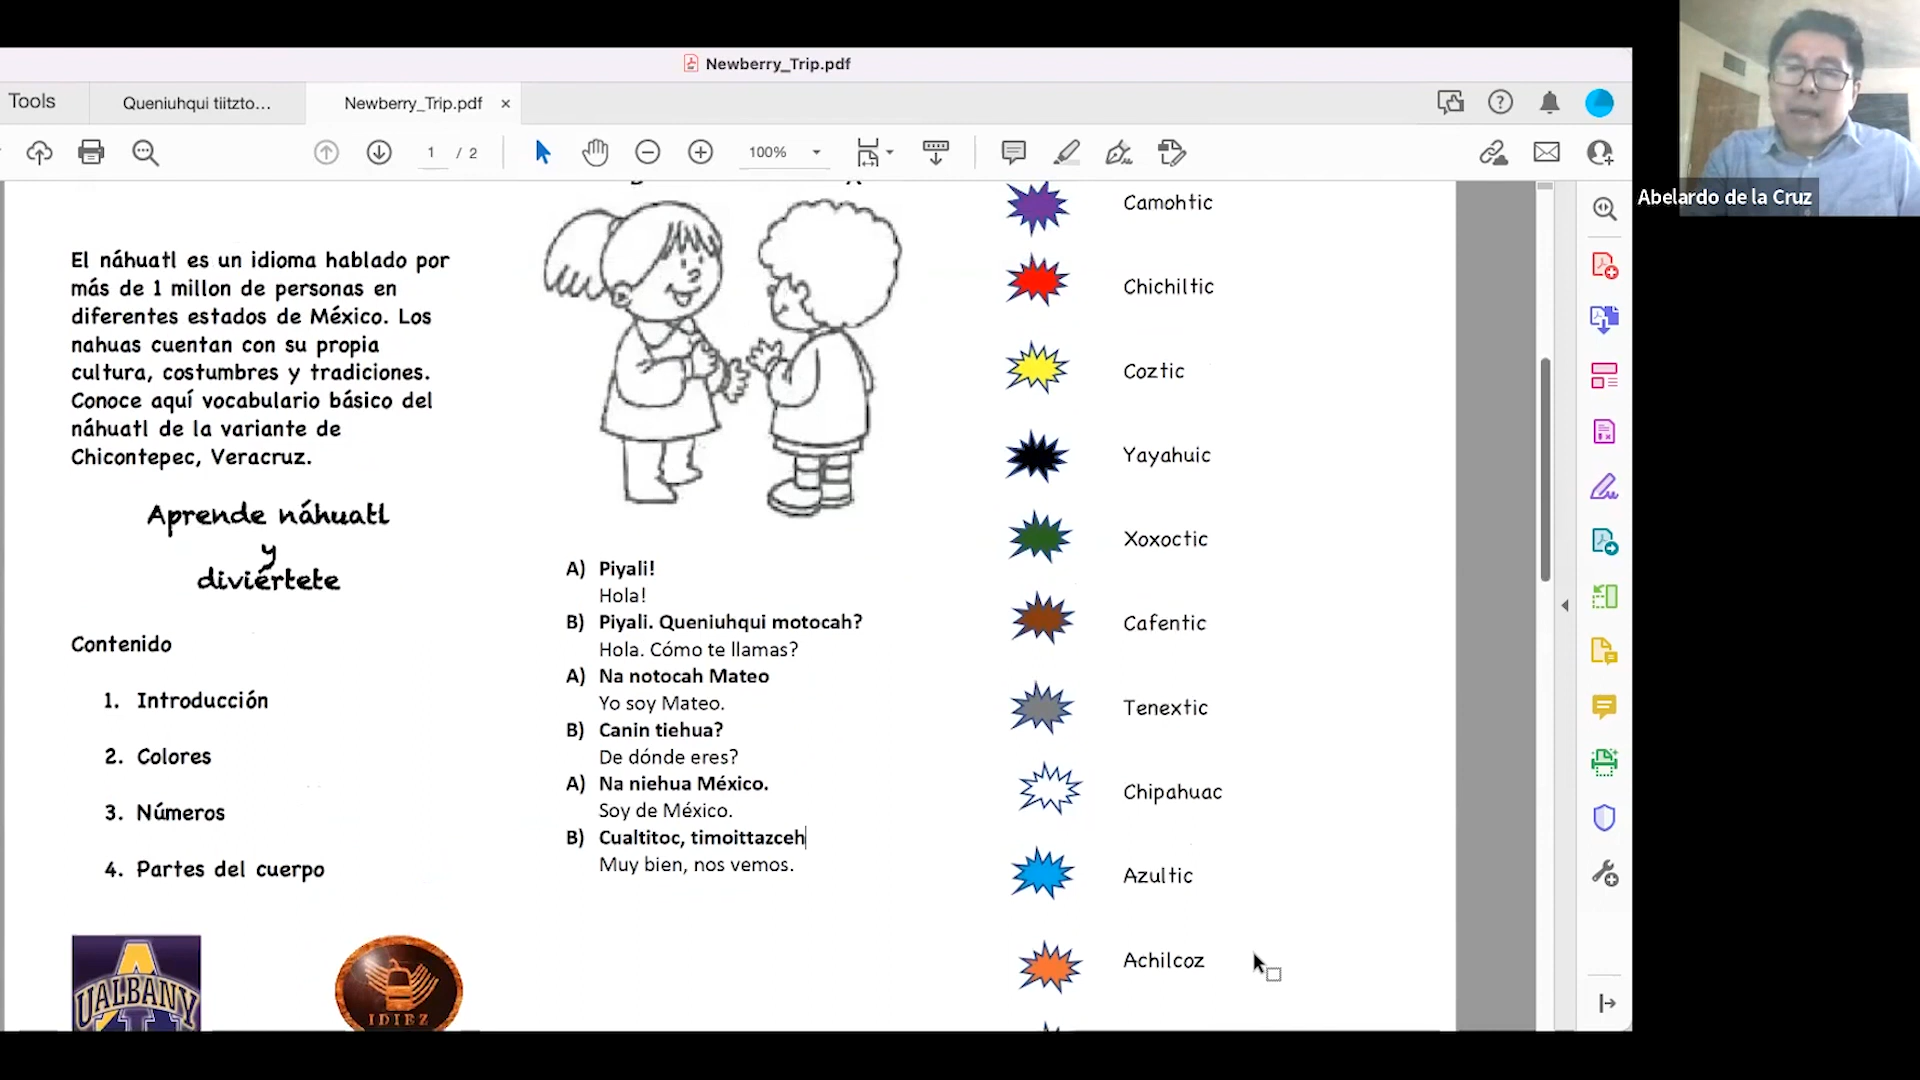 Newberry_Trip.pdf
Tools
Queniuhqui tiitzto...
Newberry_Trip.pdf
1 / 2
100%
Abelardo de la Cruz
El náhuatl es un idioma hablado por
más de 1 millon de personas en
diferentes estados de México. Los
nahuas cuentan con su propia
cultura, costumbres y tradiciones.
Conoce aquí vocabulario básico del
náhuatl de la variante de
Chicontepec, Veracruz.
Aprende náhuatl
y
diviértete
Contenido
1. Introducción
2. Colores
3. Números
4. Partes del cuerpo
UALBANY
IDIEZ
A) Piyali!
Hola!
B) Piyali. Queniuhqui motocah?
Hola. Cómo te llamas?
A) Na notocah Mateo
Yo soy Mateo.
B) Canin tiehua?
De dónde eres?
A) Na niehua México.
Soy de México.
B) Cualtitoc, timoittazceh
Muy bien, nos vemos.
Camohtic
Chichiltic
Coztic
Yayahuic
Xoxoctic
Cafentic
Tenextic
Chipahuac
Azultic
Achilcoz